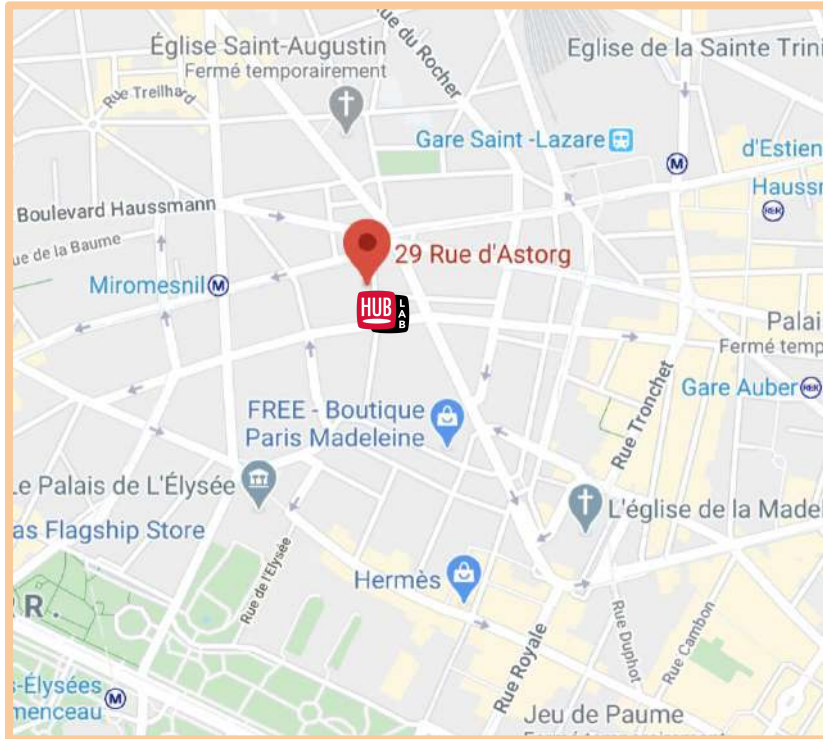 ue du Rocher
Église Saint-Augustin
Fermé temporairement
Eglise de la Sainte Trini
Rue Treilhard
Gare Saint -Lazare
M
d'Estien
Haussm
RER
Boulevard Haussmann
ue de la Baume
29 Rue d'Astorg
Miromesnil M
HUB
LAB
Palai
Fermé temp
Gare Auber RER
FREE - Boutique
Paris Madeleine
Rue Tronchet
Le Palais de L'Élysée
L'église de la Madel
as Flagship Store
Rue de l'Elysée
Hermès
R.
Rue Royale
Rue Duphot
Rue Cambon
s-Élysées
menceau
M
Jeu de Paume